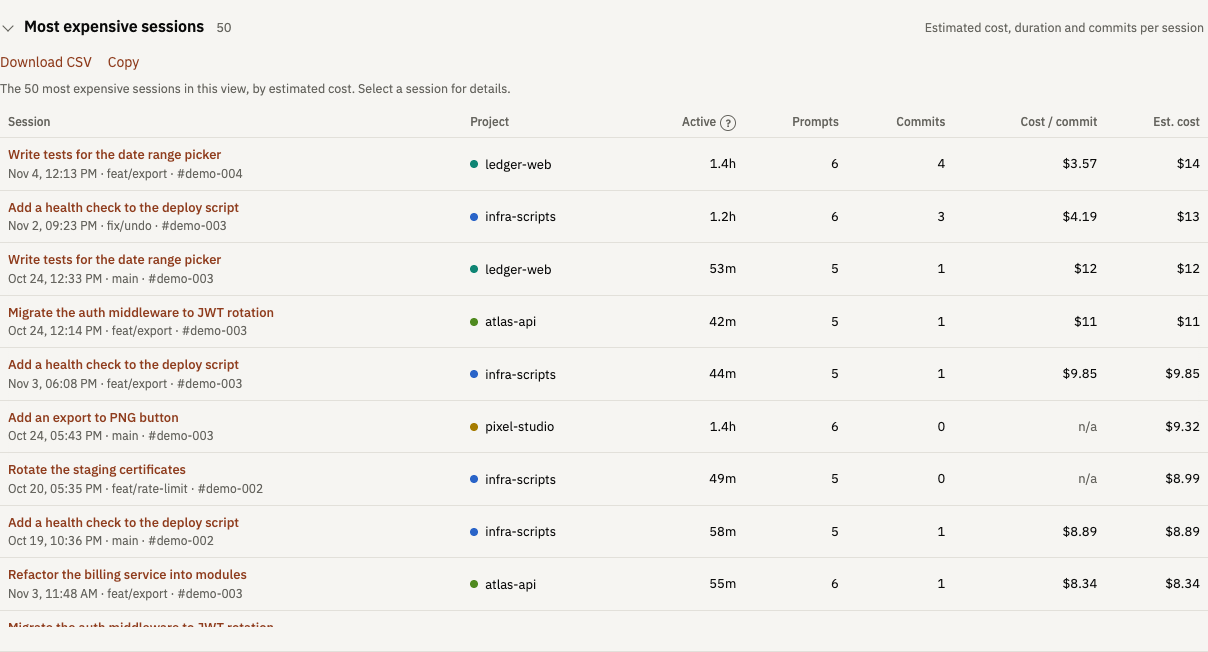 Most expensive sessions 50 Estimated cost, duration and commits per session
Download CSV Copy
The 50 most expensive sessions in this view, by estimated cost. Select a session for details.
Session Project Active ? Prompts Commits Cost / commit Est. cost
Write tests for the date range picker
Nov 4, 12:13 PM · feat/export · #demo-004
ledger-web 1.4h 6 4 $3.57 $14
Add a health check to the deploy script
Nov 2, 09:23 PM · fix/undo · #demo-003
infra-scripts 1.2h 6 3 $4.19 $13
Write tests for the date range picker
Oct 24, 12:33 PM · main · #demo-003
ledger-web 53m 5 1 $12 $12
Migrate the auth middleware to JWT rotation
Oct 24, 12:14 PM · feat/export · #demo-003
atlas-api 42m 5 1 $11 $11
Add a health check to the deploy script
Nov 3, 06:08 PM · feat/export · #demo-003
infra-scripts 44m 5 1 $9.85 $9.85
Add an export to PNG button
Oct 24, 05:43 PM · main · #demo-003
pixel-studio 1.4h 6 0 n/a $9.32
Rotate the staging certificates
Oct 20, 05:35 PM · feat/rate-limit · #demo-002
infra-scripts 49m 5 0 n/a $8.99
Add a health check to the deploy script
Oct 19, 10:36 PM · main · #demo-002
infra-scripts 58m 5 1 $8.89 $8.89
Refactor the billing service into modules
Nov 3, 11:48 AM · feat/export · #demo-003
atlas-api 55m 6 1 $8.34 $8.34
Migrate the auth middleware to JWT rotation